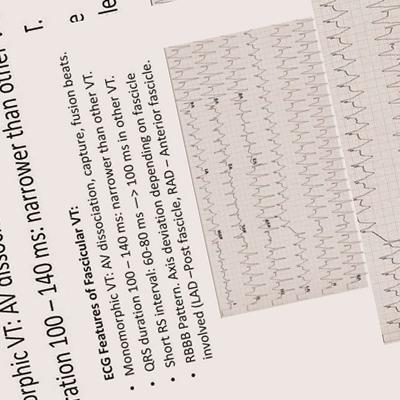 T.
orphic VT: AV disso
ration 100 – 140 ms: narrower than other
ECG Features of Fascicular VT:
• Monomorphic VT: AV dissociation, capture, fusion beats.
• QRS duration 100 – 140 ms: narrower than other VT.
• Short RS interval: 60-80 ms —> 100 ms in other VT.
• RBBB Pattern. Axis deviation depending on fascicle
involved (LAD –Post fascicle, RAD – Anterior fascicle.